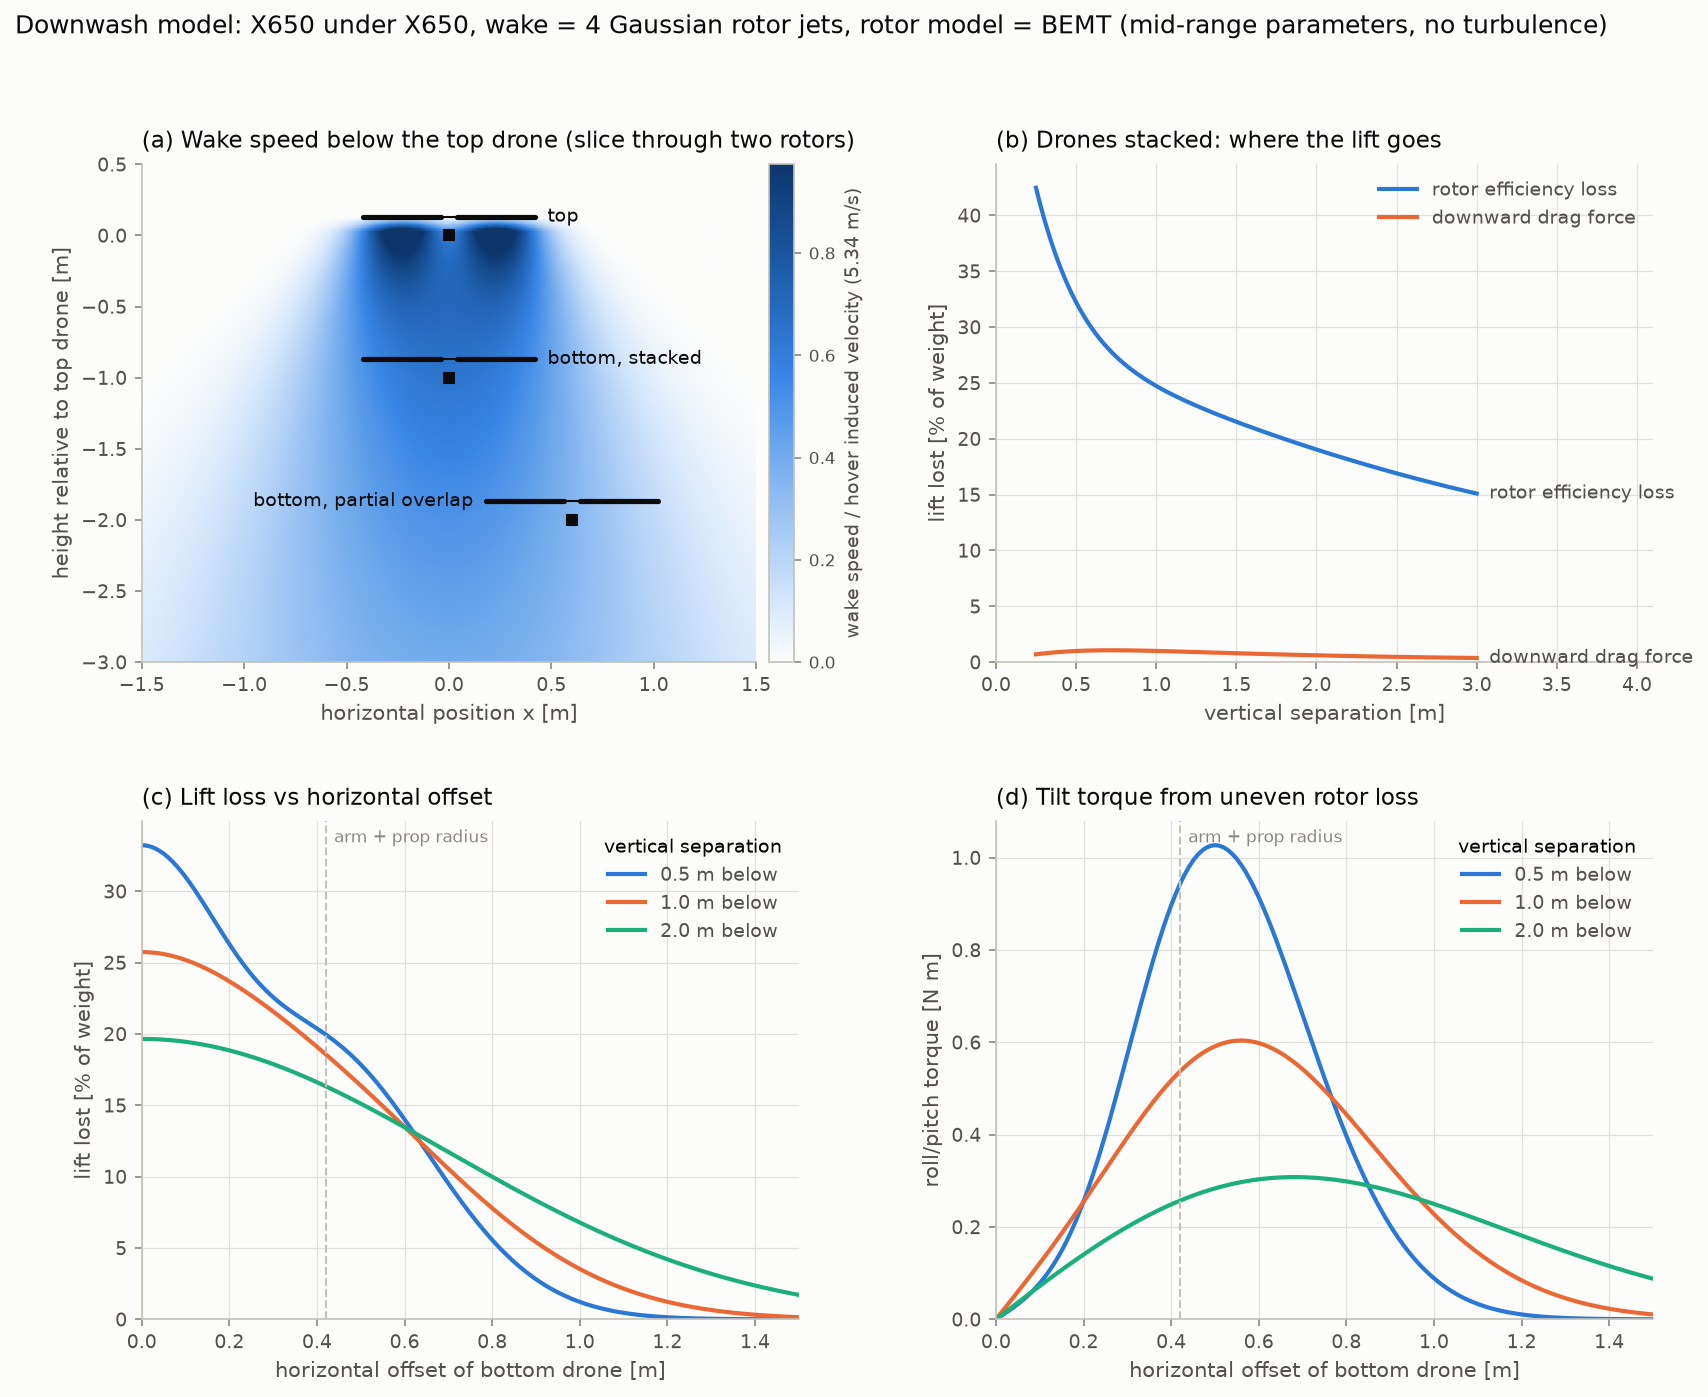 Downwash model: X650 under X650, wake = 4 Gaussian rotor jets, rotor model = BEMT (mid-range parameters, no turbulence)
(a) Wake speed below the top drone (slice through two rotors)
0.5
0.0
−0.5
−1.0
−1.5
−2.0
−2.5
−3.0
height relative to top drone [m]
top
bottom, stacked
bottom, partial overlap
−1.5
−1.0
−0.5
0.0
0.5
1.0
1.5
horizontal position x [m]
0.8
0.6
0.4
0.2
0.0
wake speed / hover induced velocity (5.34 m/s)
(b) Drones stacked: where the lift goes
rotor efficiency loss
downward drag force
40
35
30
25
20
15
10
5
0
lift lost [% of weight]
rotor efficiency loss
downward drag force
0.0
0.5
1.0
1.5
2.0
2.5
3.0
3.5
4.0
vertical separation [m]
(c) Lift loss vs horizontal offset
arm + prop radius
vertical separation
0.5 m below
1.0 m below
2.0 m below
30
25
20
15
10
5
0
lift lost [% of weight]
0.0
0.2
0.4
0.6
0.8
1.0
1.2
1.4
horizontal offset of bottom drone [m]
(d) Tilt torque from uneven rotor loss
arm + prop radius
vertical separation
0.5 m below
1.0 m below
2.0 m below
1.0
0.8
0.6
0.4
0.2
0.0
roll/pitch torque [N m]
0.0
0.2
0.4
0.6
0.8
1.0
1.2
1.4
horizontal offset of bottom drone [m]